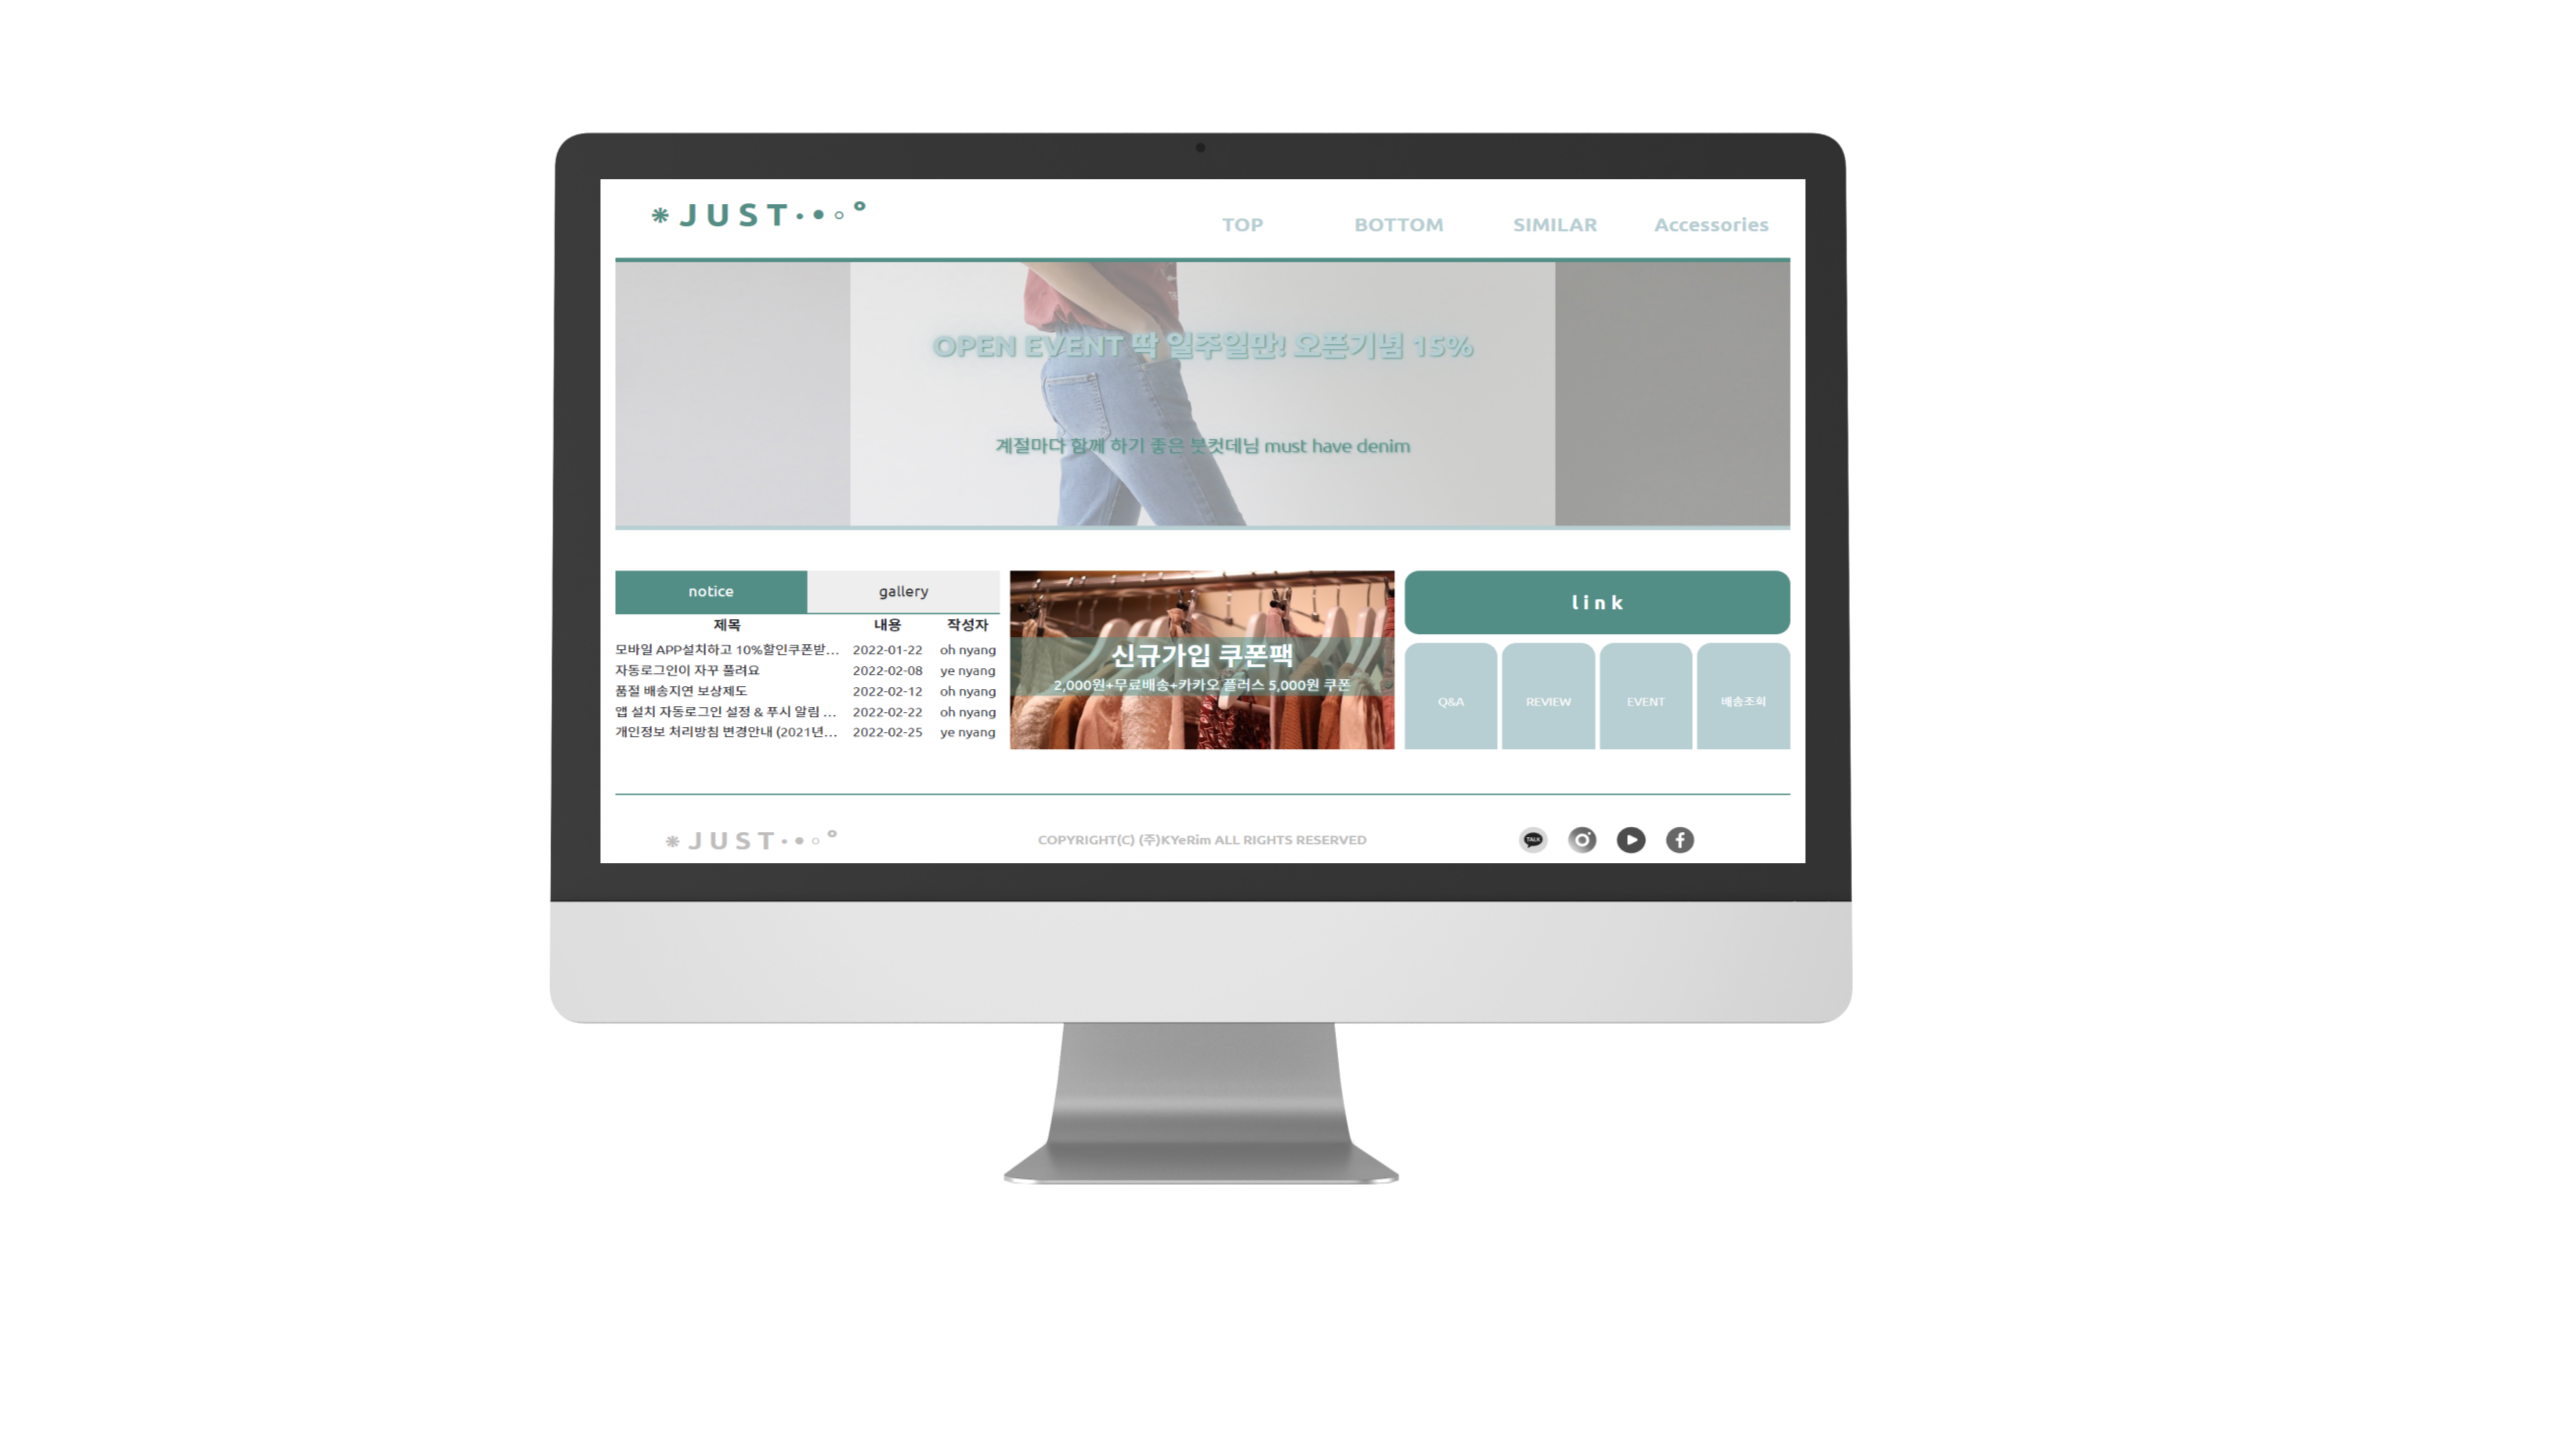 ❋ JUST·•◦°
TOP BOTTOM SIMILAR Accessories
OPEN EVENT 딱 일주일만! 오픈기념 15%
계절마다 함께 하기 좋은 붓컷데님 must have denim
notice gallery
제목 내용 작성자
모바일 APP설치하고 10%할인쿠폰받... 2022-01-22 oh nyang
자동로그인이 자꾸 풀려요 2022-02-08 ye nyang
품절 배송지연 보상제도 2022-02-12 oh nyang
앱 설치 자동로그인 설정 & 푸시 알림 ... 2022-02-22 oh nyang
개인정보 처리방침 변경안내 (2021년... 2022-02-25 ye nyang
신규가입 쿠폰팩
2,000원+무료배송+카카오 플러스 5,000원 쿠폰
link
Q&A REVIEW EVENT 배송조회
❋ JUST·•◦°
COPYRIGHT(C) (주)KYeRim ALL RIGHTS RESERVED
TALK